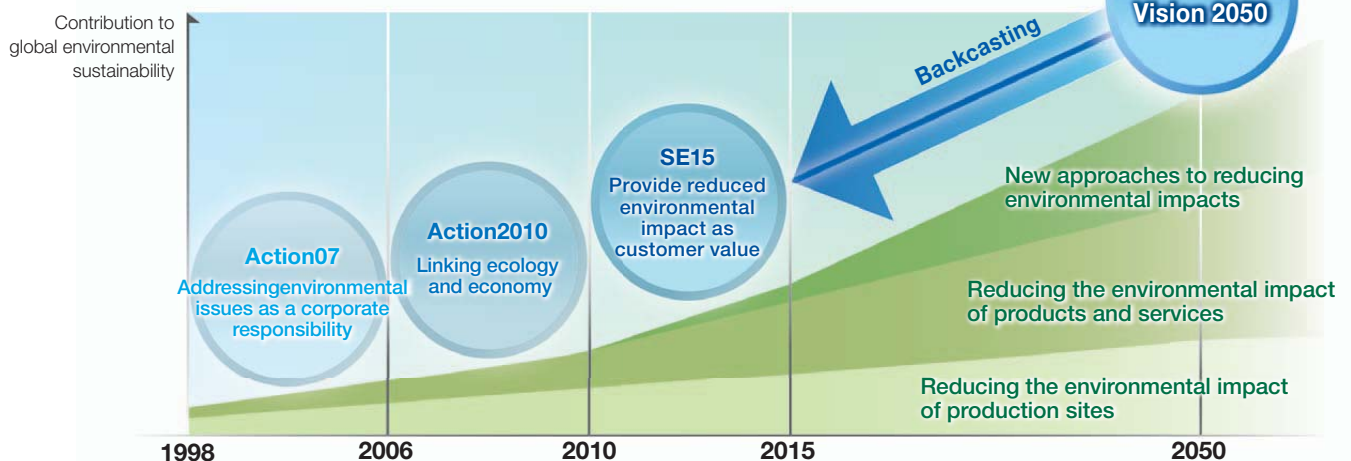 Contribution to
global environmental
sustainability
Vision 2050
Backcasting
SE15
Provide reduced
environmental
impact as
customer value
Action2010
Linking ecology
and economy
Action07
Addressingenvironmental
issues as a corporate
responsibility
New approaches to reducing
environmental impacts
Reducing the environmental impact
of products and services
Reducing the environmental impact
of production sites
1998
2006
2010
2015
2050